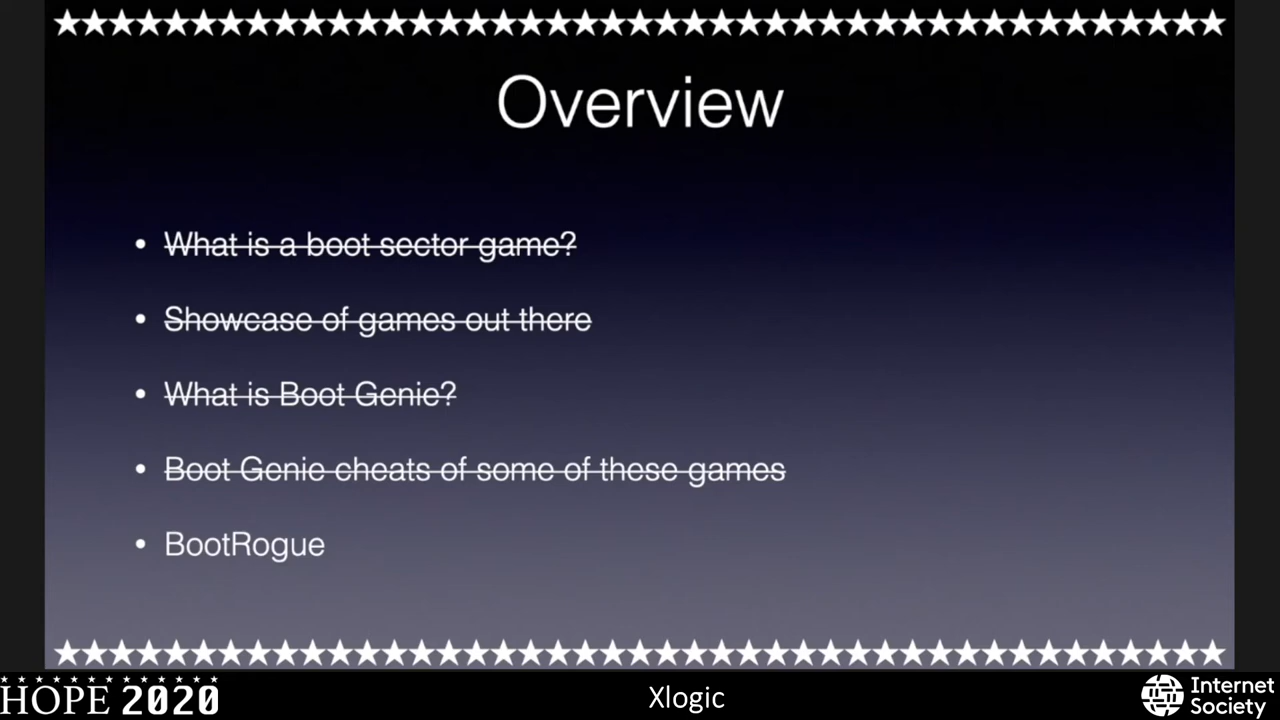 Overview
• What is a boot sector game?
• Showcase of games out there
• What is Boot Genie?
• Boot Genie cheats of some of these games
• BootRogue
HOPE 2020
Xlogic
Internet
Society